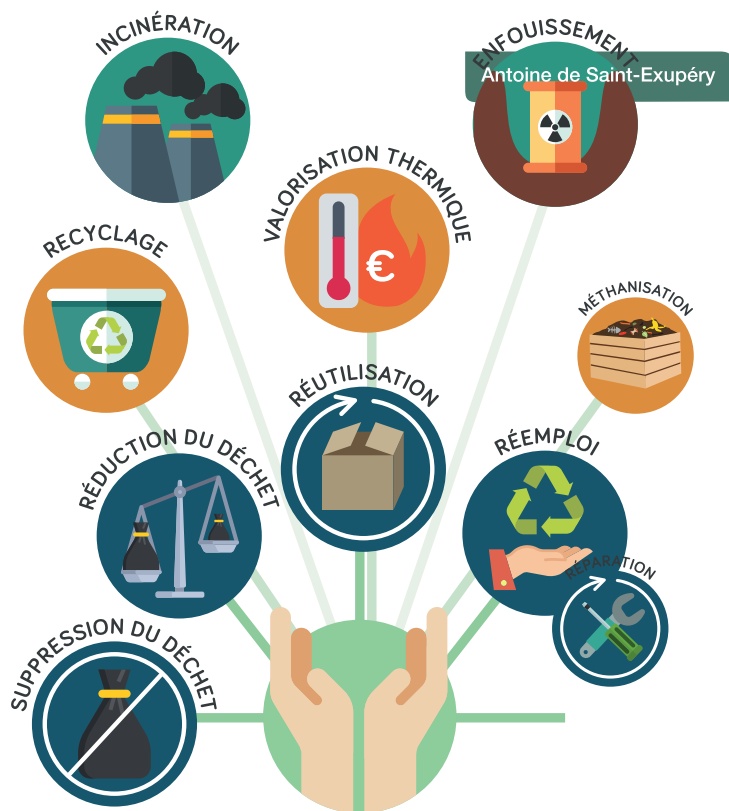 INCINÉRATION
ENFOUISSEMENT
Antoine de Saint-Exupéry
VALORISATION THERMIQUE
€
RECYCLAGE
MÉTHANISATION
RÉUTILISATION
RÉDUCTION DU DÉCHET
RÉEMPLOI
RÉPARATION
SUPPRESSION DU DÉCHET